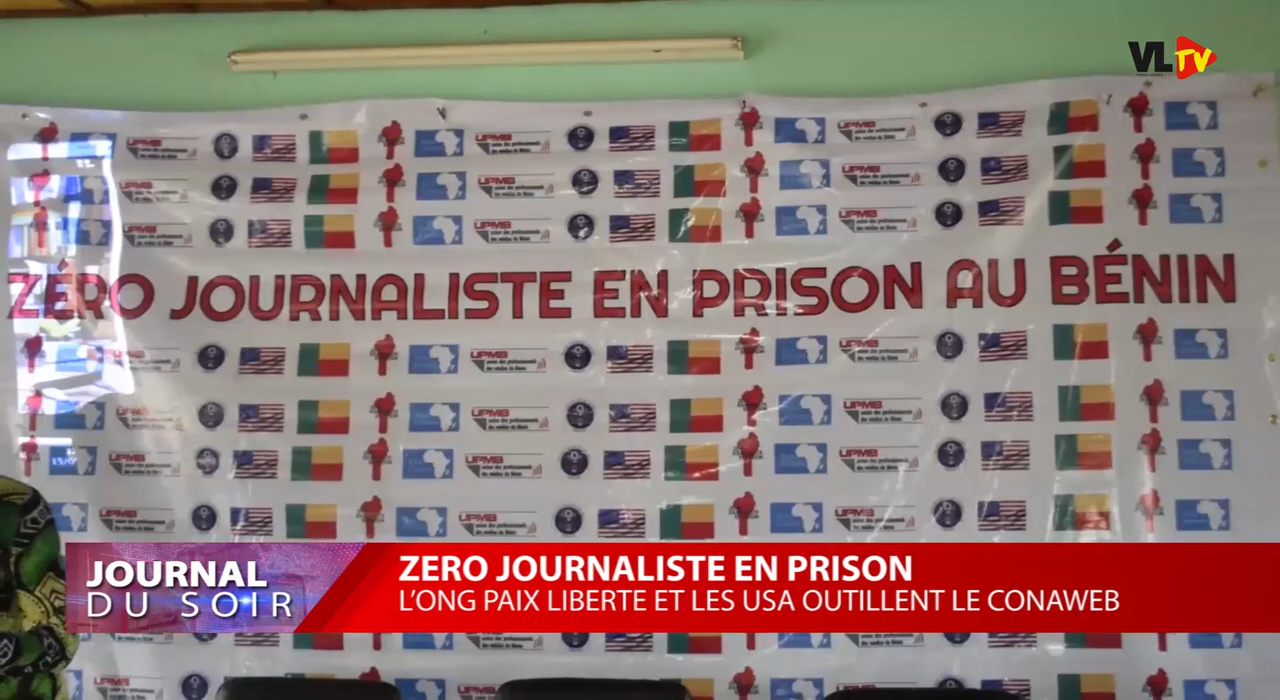 VLTV
ZÉRO JOURNALISTE EN PRISON AU BÉNIN
UPMB
JOURNAL
DU SOIR
ZERO JOURNALISTE EN PRISON
L'ONG PAIX LIBERTE ET LES USA OUTILLENT LE CONAWEB